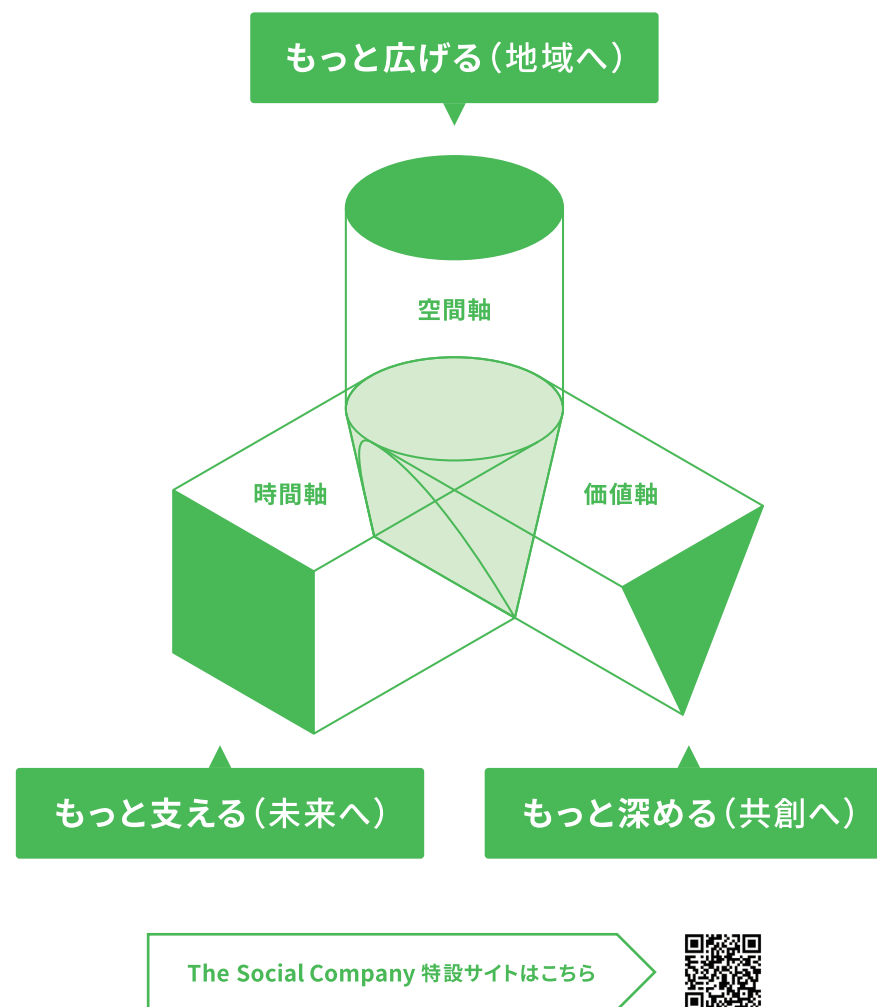 もっと広げる（地域へ）
空間軸
時間軸
価値軸
もっと支える（未来へ）
もっと深める（共創へ）
The Social Company 特設サイトはこちら